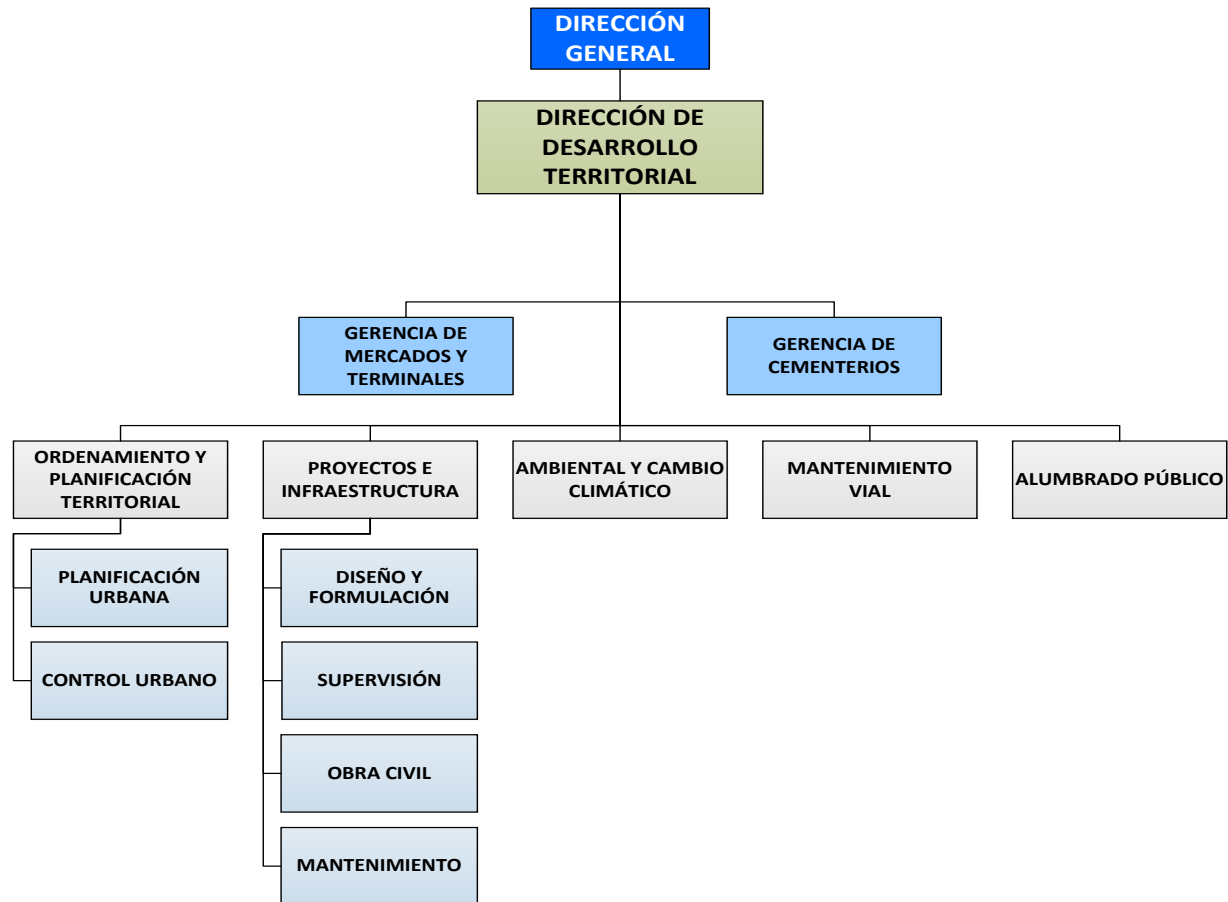 DIRECCIÓN
GENERAL
DIRECCIÓN DE
DESARROLLO
TERRITORIAL
GERENCIA DE
MERCADOS Y
TERMINALES
GERENCIA DE
CEMENTERIOS
ORDENAMIENTO Y
PLANIFICACIÓN
TERRITORIAL
PROYECTOS E
INFRAESTRUCTURA
AMBIENTAL Y CAMBIO
CLIMÁTICO
MANTENIMIENTO
VIAL
ALUMBRADO PÚBLICO
PLANIFICACIÓN
URBANA
CONTROL URBANO
DISEÑO Y
FORMULACIÓN
SUPERVISIÓN
OBRA CIVIL
MANTENIMIENTO